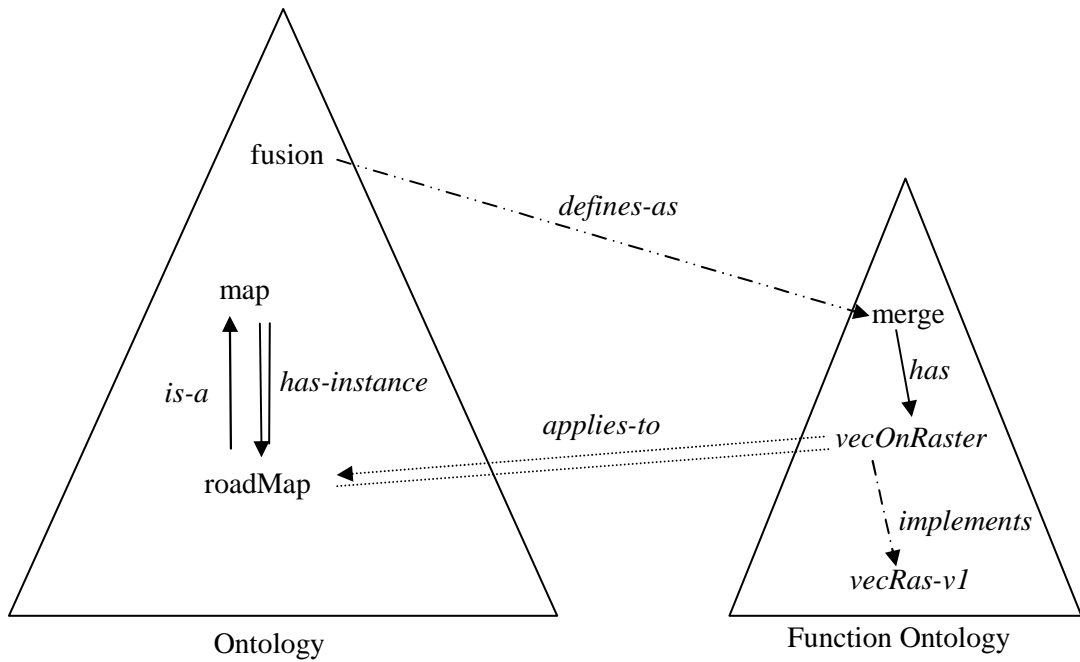 fusion
defines-as
map
merge
is-a
has-instance
has
applies-to
vecOnRaster
roadMap
implements
vecRas-v1
Ontology
Function Ontology